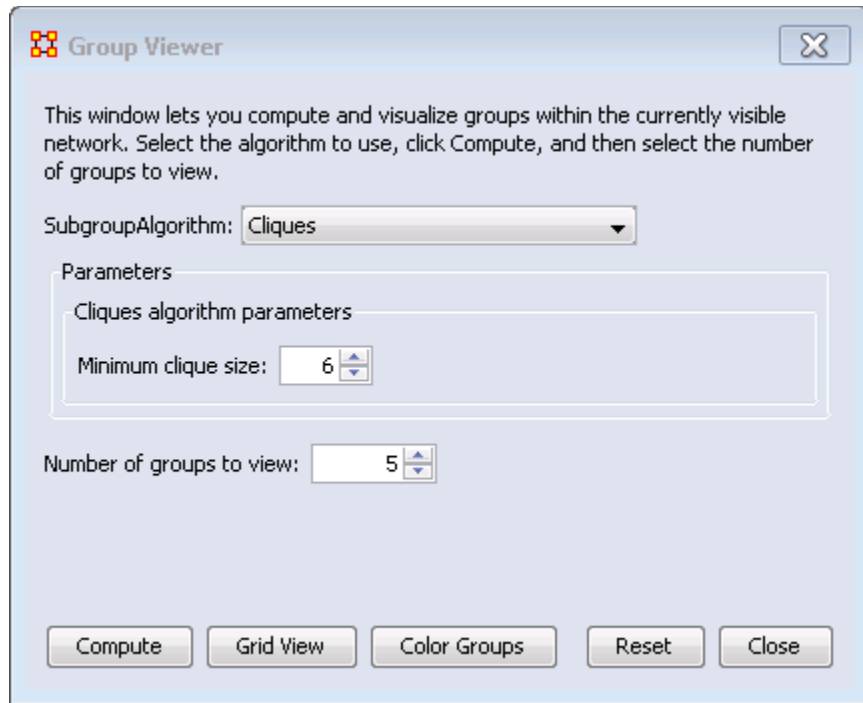 Group Viewer
This window lets you compute and visualize groups within the currently visible
network. Select the algorithm to use, click Compute, and then select the number
of groups to view.
SubgroupAlgorithm: Cliques
Parameters
Cliques algorithm parameters
Minimum clique size: 6
Number of groups to view: 5
Compute Grid View Color Groups Reset Close